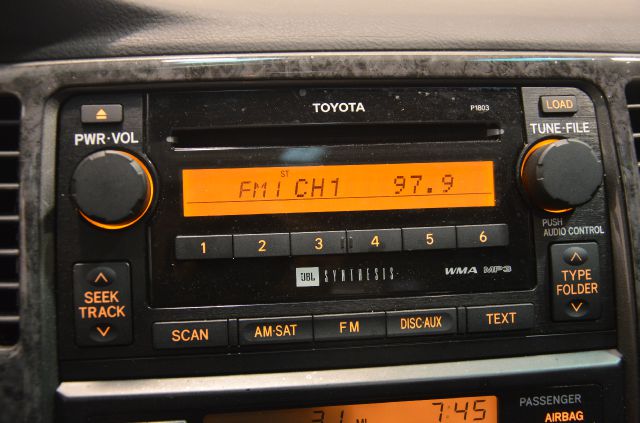 TOYOTA
P1803
LOAD
PWR·VOL
TUNE·FILE
ST
FM1 CH1 97.9
PUSH
AUDIO CONTROL
1 2 3 4 5 6
JBL SYNTHESIS
WMA MP3
SEEK
TRACK
TYPE
FOLDER
SCAN AM·SAT FM DISC·AUX TEXT
31 MI
7:45
PASSENGER
AIRBAG